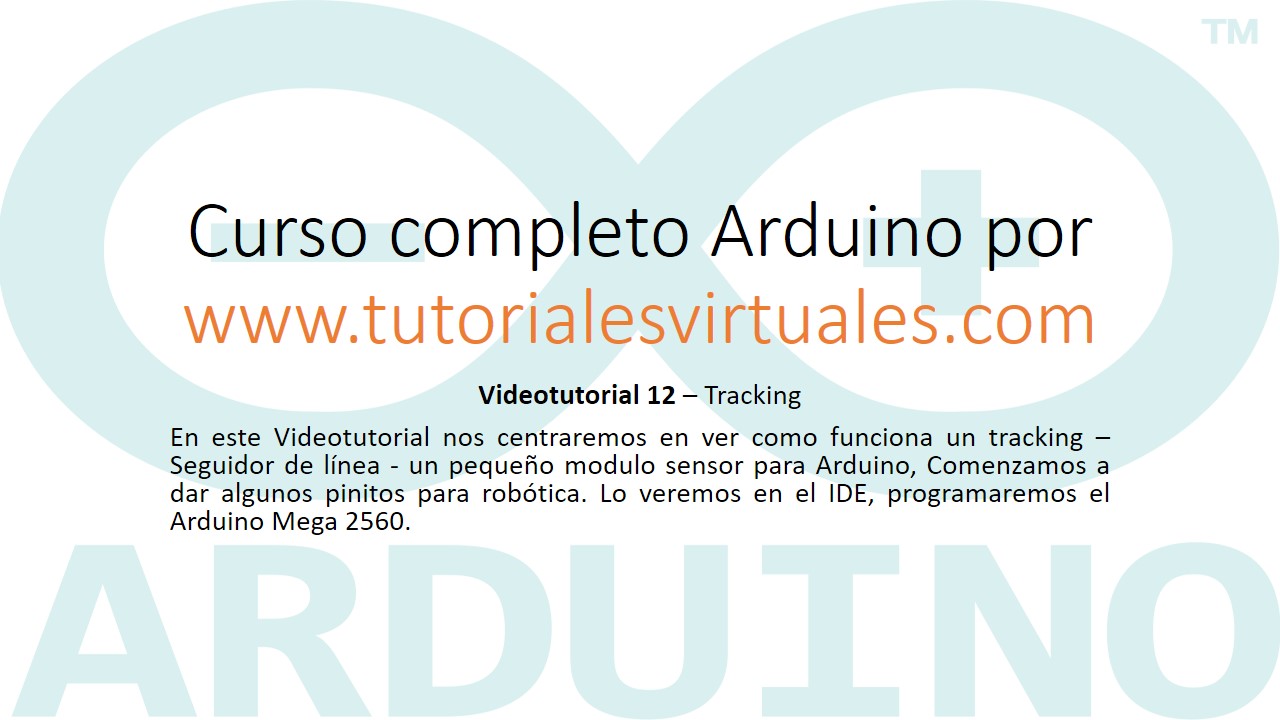 TM
Curso completo Arduino por
www.tutorialesvirtuales.com
Videotutorial 12 – Tracking
En este Videotutorial nos centraremos en ver como funciona un tracking –
Seguidor de línea - un pequeño modulo sensor para Arduino, Comenzamos a
dar algunos pinitos para robótica. Lo veremos en el IDE, programaremos el
Arduino Mega 2560.
ARDUINO